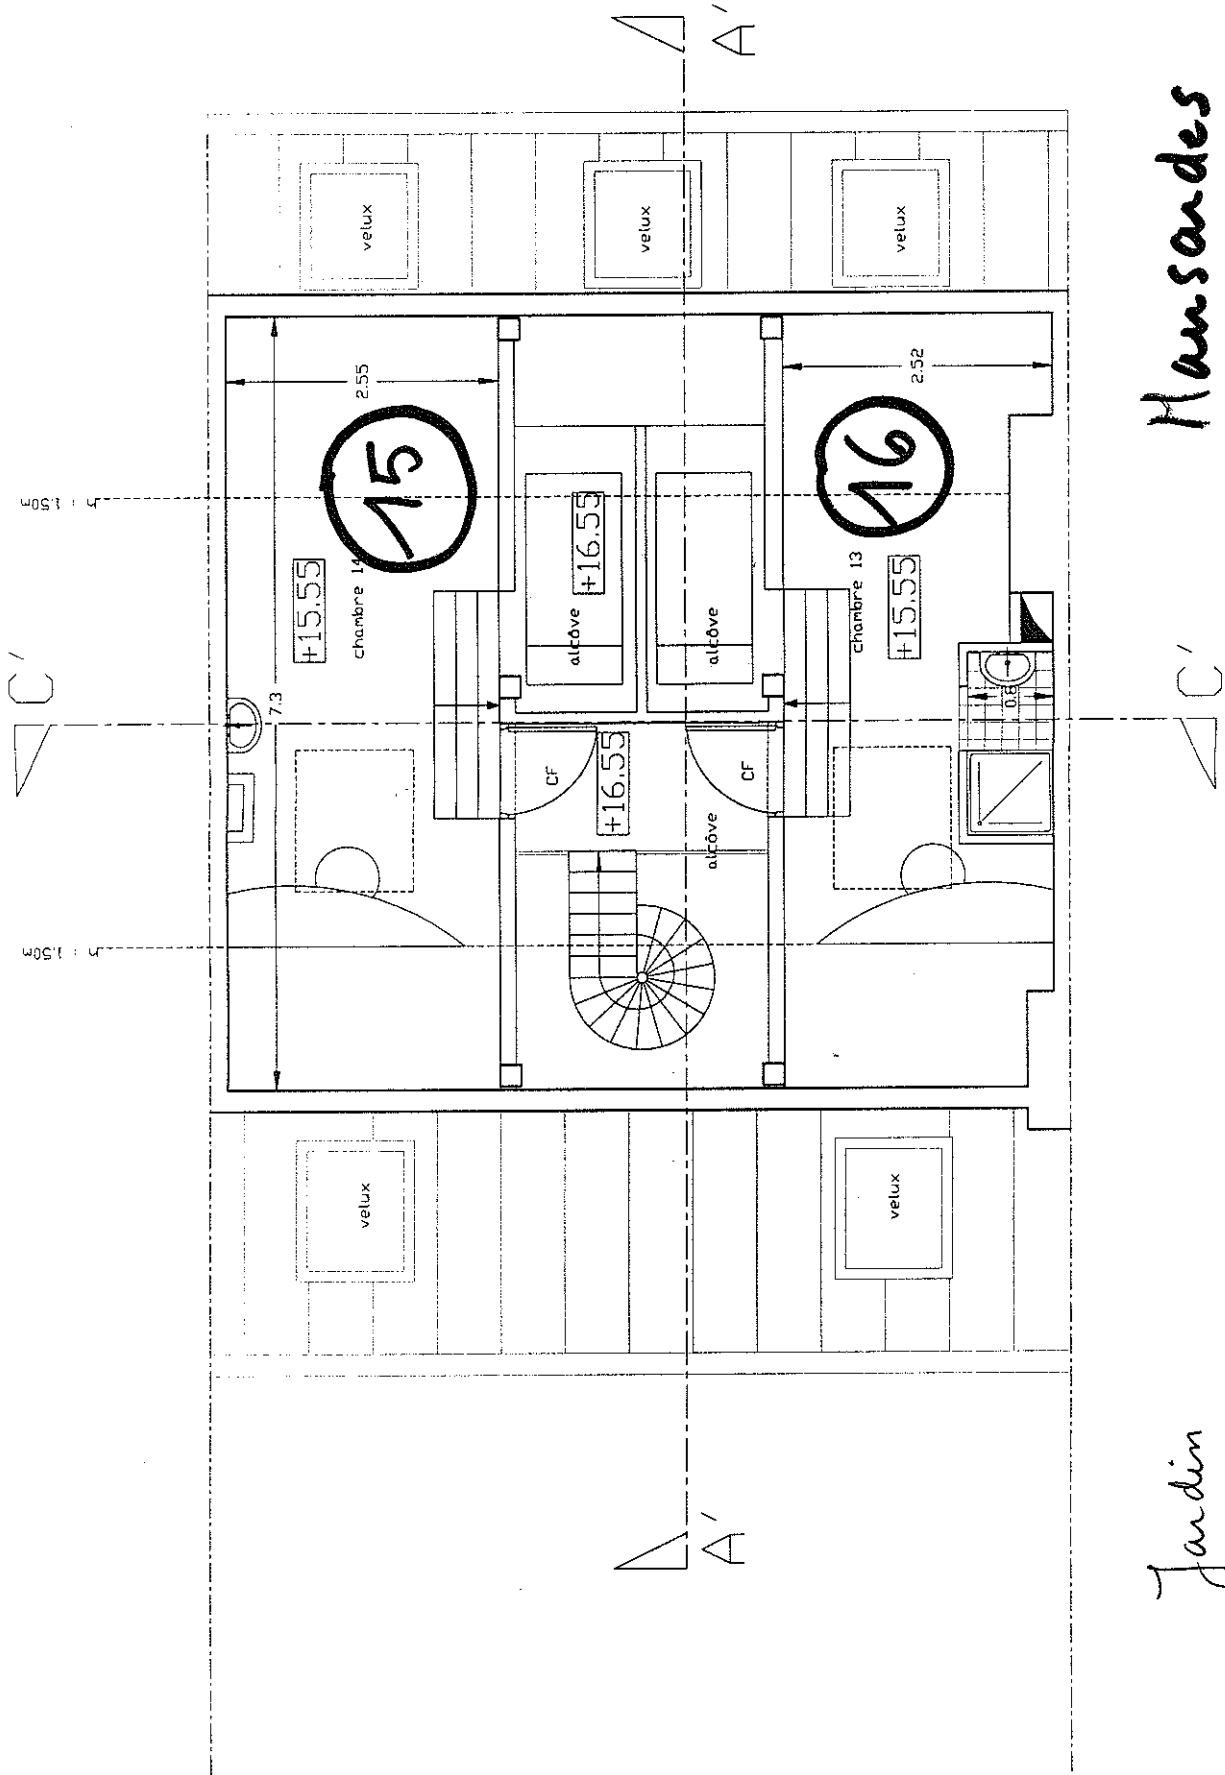 Mansardes
Jardin
A'
A'
C'
C'
velux
velux
velux
velux
velux
h : 1.50m
h : 1.50m
2.55
7.3
15
+15.55
chambre 14
+16.55
alcôve
alcôve
CF
+16.55
CF
alcôve
16
2.52
chambre 13
+15.55
0.8